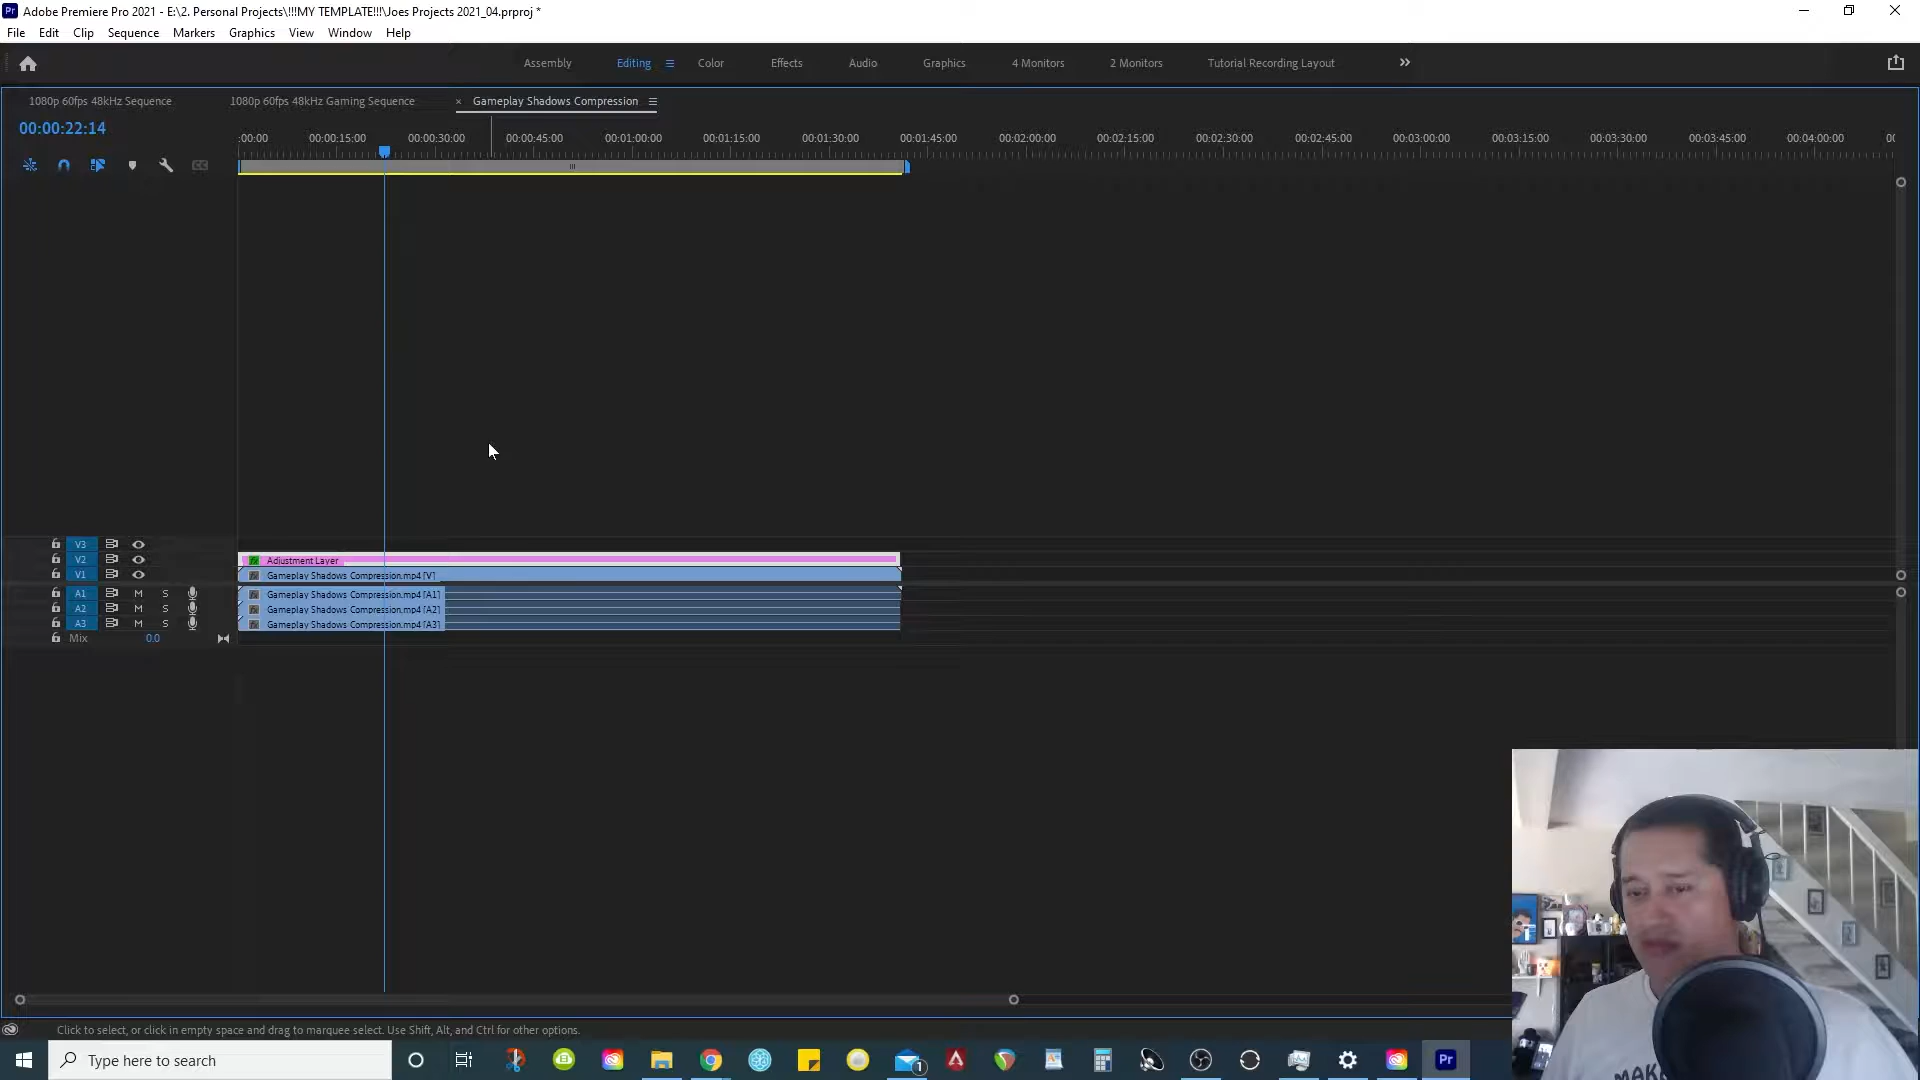 Pr Adobe Premiere Pro 2021 - E:\2. Personal Projects\!!!MY TEMPLATE!!!\Joes Projects 2021_04.prproj *
File Edit Clip Sequence Markers Graphics View Window Help
Assembly Editing Color Effects Audio Graphics 4 Monitors 2 Monitors Tutorial Recording Layout
1080p 60fps 48kHz Sequence 1080p 60fps 48kHz Gaming Sequence × Gameplay Shadows Compression
00:00:22:14
:00:00 00:00:15:00 00:00:30:00 00:00:45:00 00:01:00:00 00:01:15:00 00:01:30:00 00:01:45:00 00:02:00:00 00:02:15:00 00:02:30:00 00:02:45:00 00:03:00:00 00:03:15:00 00:03:30:00 00:03:45:00 00:04:00:00
V3
V2 Adjustment Layer
V1 Gameplay Shadows Compression.mp4 [V]
A1 M S Gameplay Shadows Compression.mp4 [A1]
A2 M S Gameplay Shadows Compression.mp4 [A2]
A3 M S Gameplay Shadows Compression.mp4 [A3]
Mix 0.0
Click to select, or click in empty space and drag to marquee select. Use Shift, Alt, and Ctrl for other options.
Type here to search
1
Pr